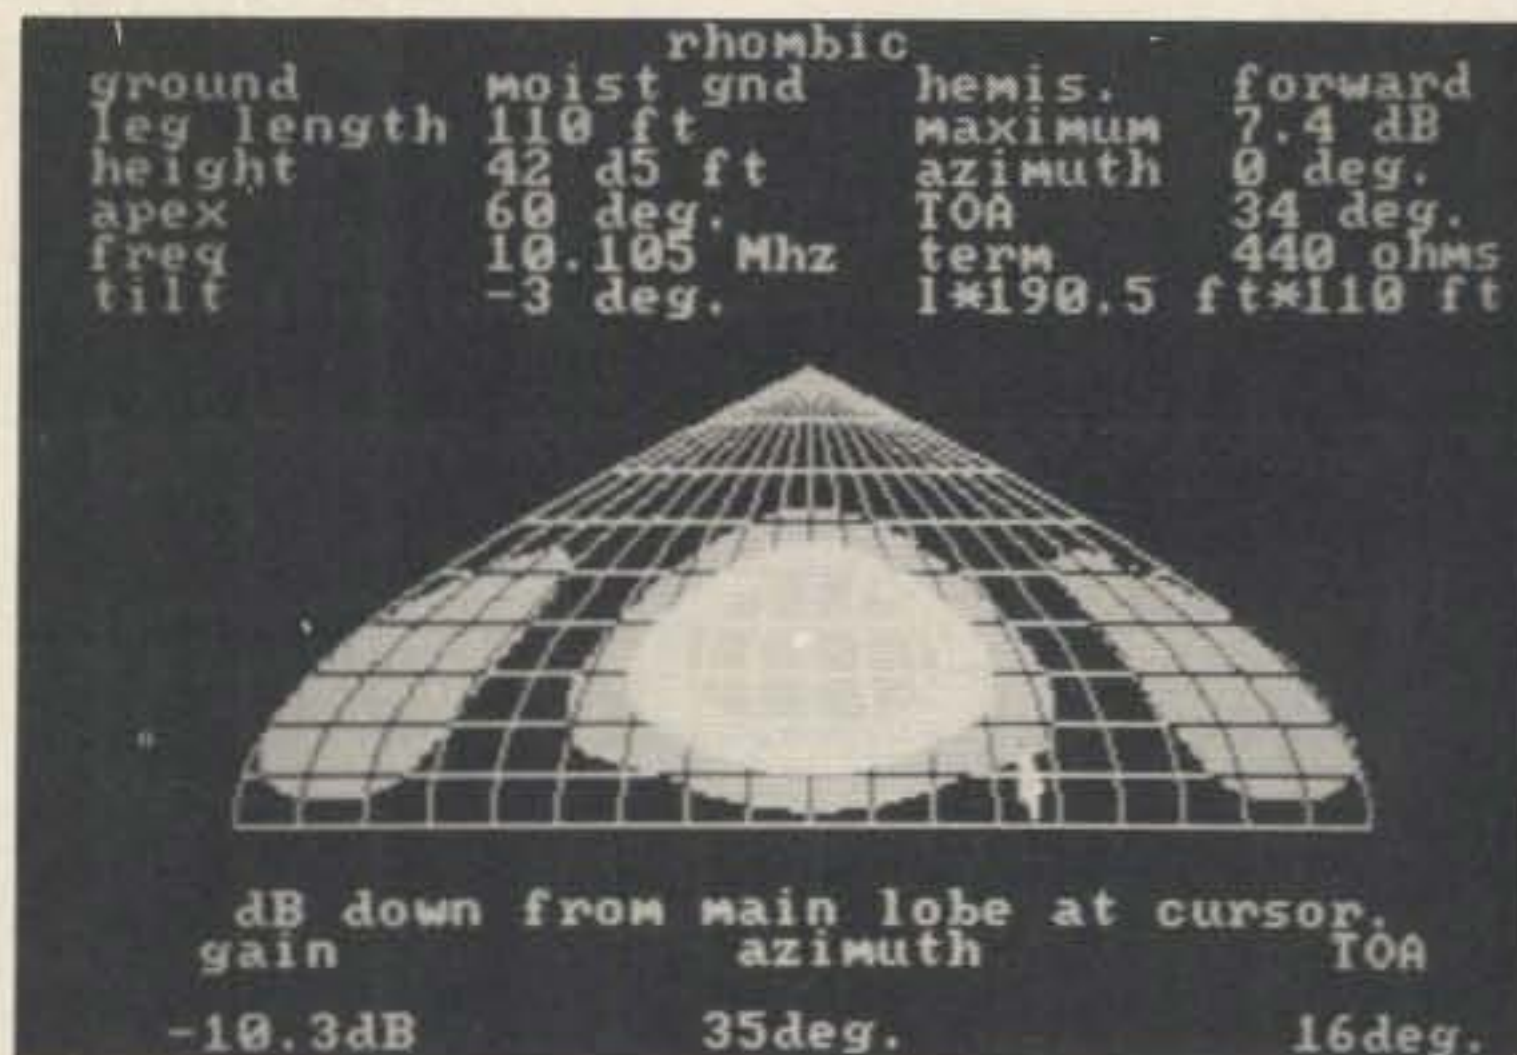 rhombic
ground moist gnd hemis. forward
leg length 110 ft maximum 7.4 dB
height 42 d5 ft azimuth 0 deg.
apex 60 deg. TOA 34 deg.
freq 10.105 Mhz term 440 ohms
tilt -3 deg. l*190.5 ft*110 ft
dB down from main lobe at cursor.
gain azimuth TOA
-10.3dB 35deg. 16deg.